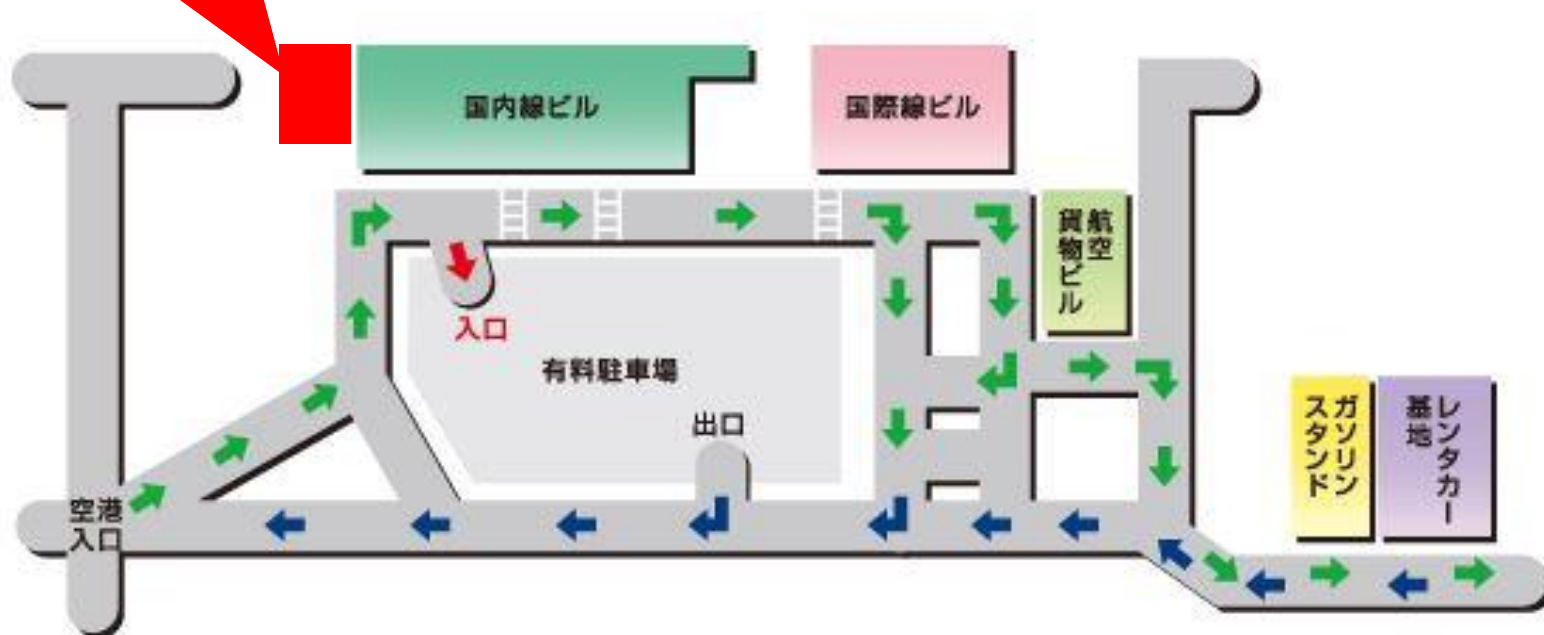 国内線ビル
国際線ビル
航空
貨物ビル
入口
有料駐車場
出口
ガソリン
スタンド
レンタカー
基地
空港
入口